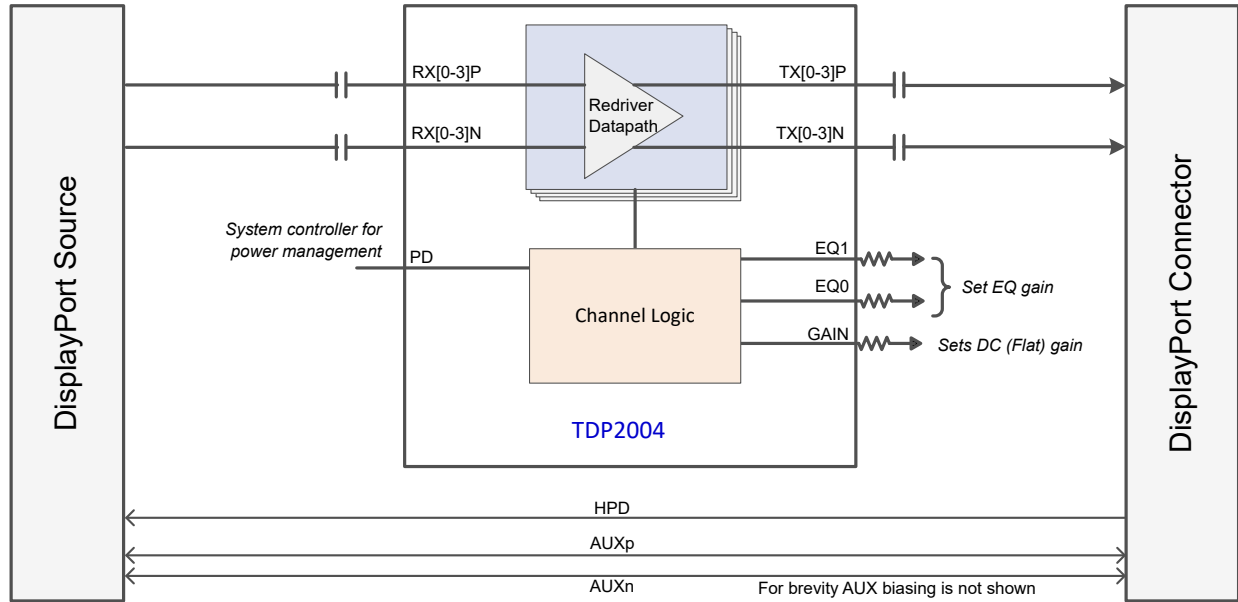 DisplayPort Source
RX[0-3]P
TX[0-3]P
Redriver
Datapath
RX[0-3]N
TX[0-3]N
System controller for
power management
PD
EQ1
EQ0
Set EQ gain
Channel Logic
GAIN
Sets DC (Flat) gain
TDP2004
DisplayPort Connector
HPD
AUXp
AUXn
For brevity AUX biasing is not shown